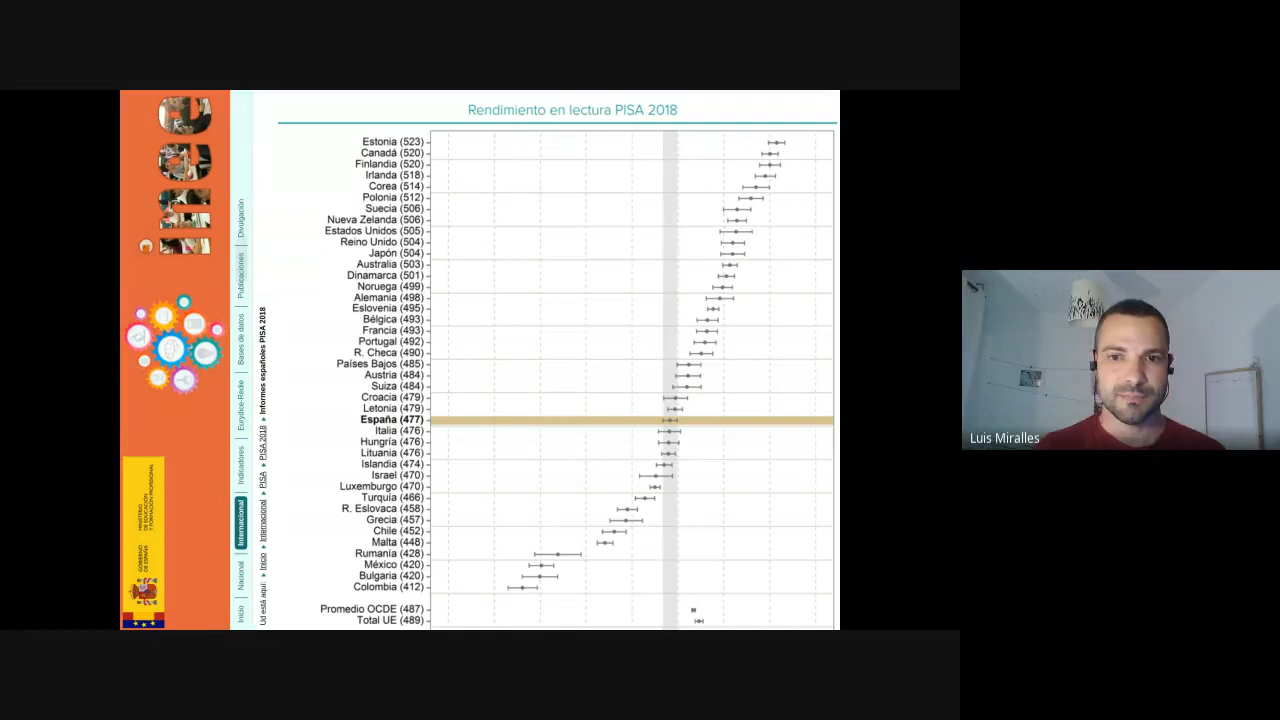 Rendimiento en lectura PISA 2018
Estonia (523)
Canadá (520)
Finlandia (520)
Irlanda (518)
Corea (514)
Polonia (512)
Suecia (506)
Nueva Zelanda (506)
Estados Unidos (505)
Reino Unido (504)
Japón (504)
Australia (503)
Dinamarca (501)
Noruega (499)
Alemania (498)
Eslovenia (495)
Bélgica (493)
Francia (493)
Portugal (492)
R. Checa (490)
Países Bajos (485)
Austria (484)
Suiza (484)
Croacia (479)
Letonia (479)
España (477)
Italia (476)
Hungría (476)
Lituania (476)
Islandia (474)
Israel (470)
Luxemburgo (470)
Turquía (466)
R. Eslovaca (458)
Grecia (457)
Chile (452)
Malta (448)
Rumanía (428)
México (420)
Bulgaria (420)
Colombia (412)
Promedio OCDE (487)
Total UE (489)
inee
GOBIERNO
DE ESPAÑA
MINISTERIO
DE EDUCACIÓN
Y FORMACIÓN PROFESIONAL
Inicio | Nacional | Internacional | Indicadores | Eurydice-Redie | Bases de datos | Publicaciones | Divulgación
Ud está aquí: ▸ Inicio ▸ Internacional ▸ PISA ▸ PISA 2018 ▸ Informes españoles PISA 2018
Luis Miralles